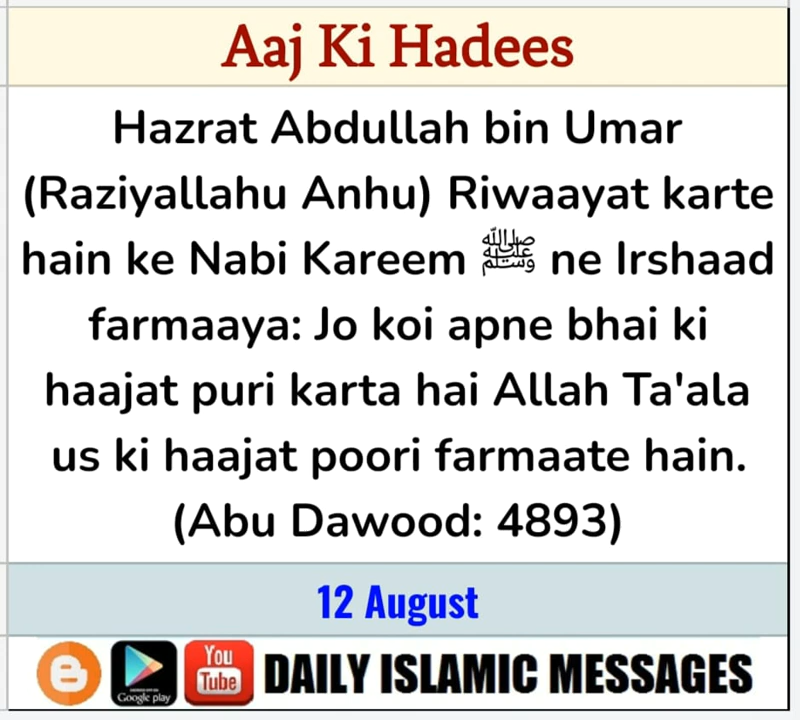 Aaj Ki Hadees
Hazrat Abdullah bin Umar
(Raziyallahu Anhu) Riwaayat karte
hain ke Nabi Kareem ﷺ ne Irshaad
farmaaya: Jo koi apne bhai ki
haajat puri karta hai Allah Ta'ala
us ki haajat poori farmaate hain.
(Abu Dawood: 4893)
12 August
Google play
You
Tube
DAILY ISLAMIC MESSAGES